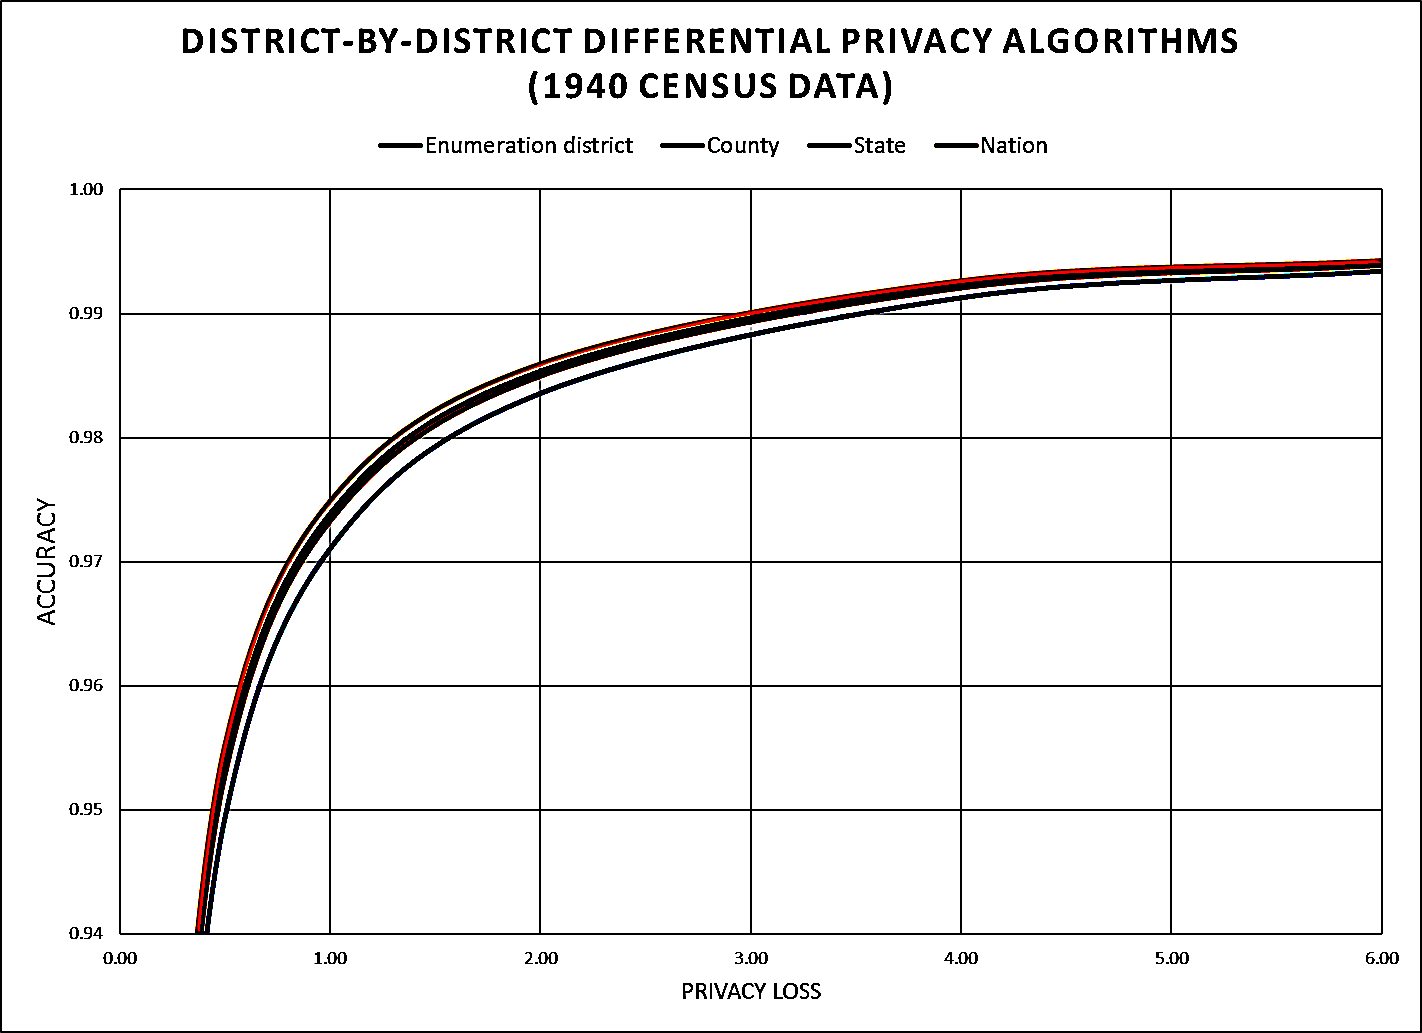 DISTRICT-BY-DISTRICT DIFFERENTIAL PRIVACY ALGORITHMS
(1940 CENSUS DATA)
Enumeration district County State Nation
1.00
0.99
0.98
0.97
0.96
0.95
0.94
ACCURACY
0.00 1.00 2.00 3.00 4.00 5.00 6.00
PRIVACY LOSS